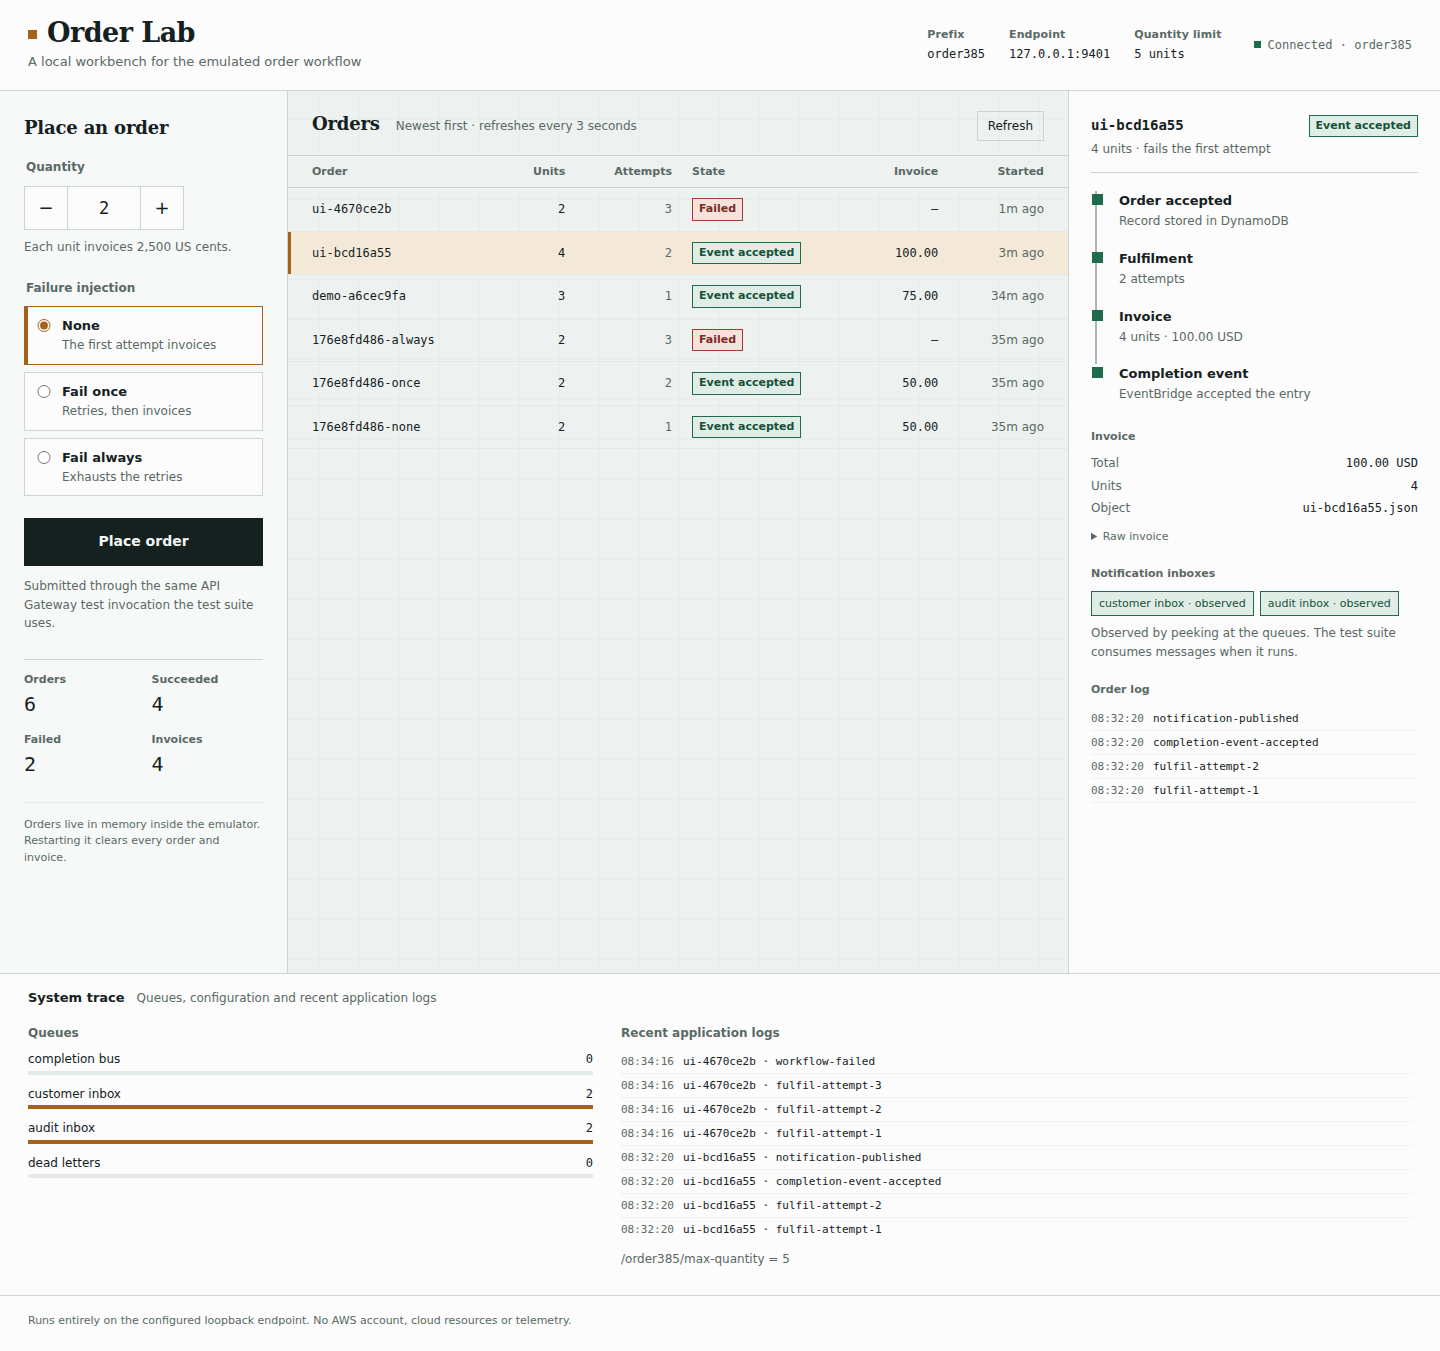 Order Lab
A local workbench for the emulated order workflow
Prefix
order385
Endpoint
127.0.0.1:9401
Quantity limit
5 units
Connected · order385
Place an order
Quantity
− 2 +
Each unit invoices 2,500 US cents.
Failure injection
None
The first attempt invoices
Fail once
Retries, then invoices
Fail always
Exhausts the retries
Place order
Submitted through the same API
Gateway test invocation the test suite
uses.
Orders Succeeded
6 4
Failed Invoices
2 4
Orders live in memory inside the emulator.
Restarting it clears every order and
invoice.
Orders Newest first · refreshes every 3 seconds Refresh
Order Units Attempts State Invoice Started
ui-4670ce2b 2 3 Failed — 1m ago
ui-bcd16a55 4 2 Event accepted 100.00 3m ago
demo-a6cec9fa 3 1 Event accepted 75.00 34m ago
176e8fd486-always 2 3 Failed — 35m ago
176e8fd486-once 2 2 Event accepted 50.00 35m ago
176e8fd486-none 2 1 Event accepted 50.00 35m ago
ui-bcd16a55 Event accepted
4 units · fails the first attempt
Order accepted
Record stored in DynamoDB
Fulfilment
2 attempts
Invoice
4 units · 100.00 USD
Completion event
EventBridge accepted the entry
Invoice
Total 100.00 USD
Units 4
Object ui-bcd16a55.json
▶ Raw invoice
Notification inboxes
customer inbox · observed audit inbox · observed
Observed by peeking at the queues. The test suite
consumes messages when it runs.
Order log
08:32:20 notification-published
08:32:20 completion-event-accepted
08:32:20 fulfil-attempt-2
08:32:20 fulfil-attempt-1
System trace Queues, configuration and recent application logs
Queues
completion bus 0
customer inbox 2
audit inbox 2
dead letters 0
Recent application logs
08:34:16 ui-4670ce2b · workflow-failed
08:34:16 ui-4670ce2b · fulfil-attempt-3
08:34:16 ui-4670ce2b · fulfil-attempt-2
08:34:16 ui-4670ce2b · fulfil-attempt-1
08:32:20 ui-bcd16a55 · notification-published
08:32:20 ui-bcd16a55 · completion-event-accepted
08:32:20 ui-bcd16a55 · fulfil-attempt-2
08:32:20 ui-bcd16a55 · fulfil-attempt-1
/order385/max-quantity = 5
Runs entirely on the configured loopback endpoint. No AWS account, cloud resources or telemetry.